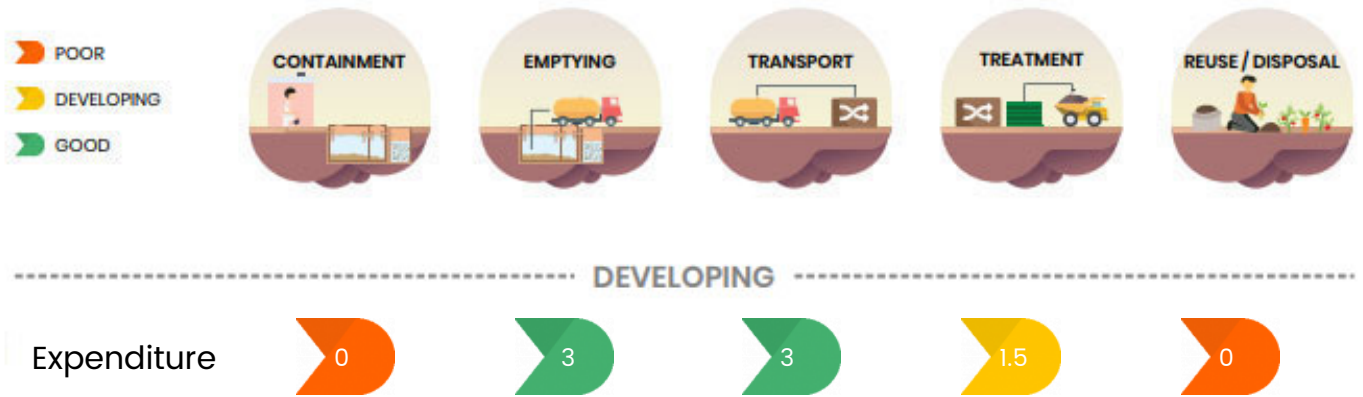 POOR
DEVELOPING
GOOD
CONTAINMENT
EMPTYING
TRANSPORT
TREATMENT
REUSE / DISPOSAL
DEVELOPING
Expenditure 0 3 3 1.5 0